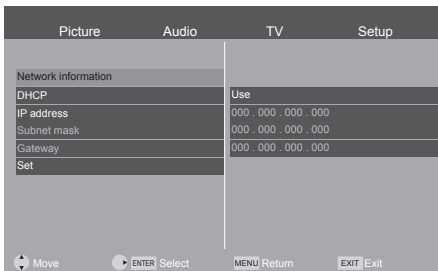 Picture Audio TV Setup
Network information
DHCP Use
IP address 000 . 000 . 000 . 000
Subnet mask 000 . 000 . 000 . 000
Gateway 000 . 000 . 000 . 000
Set
Move ENTER Select MENU Return EXIT Exit